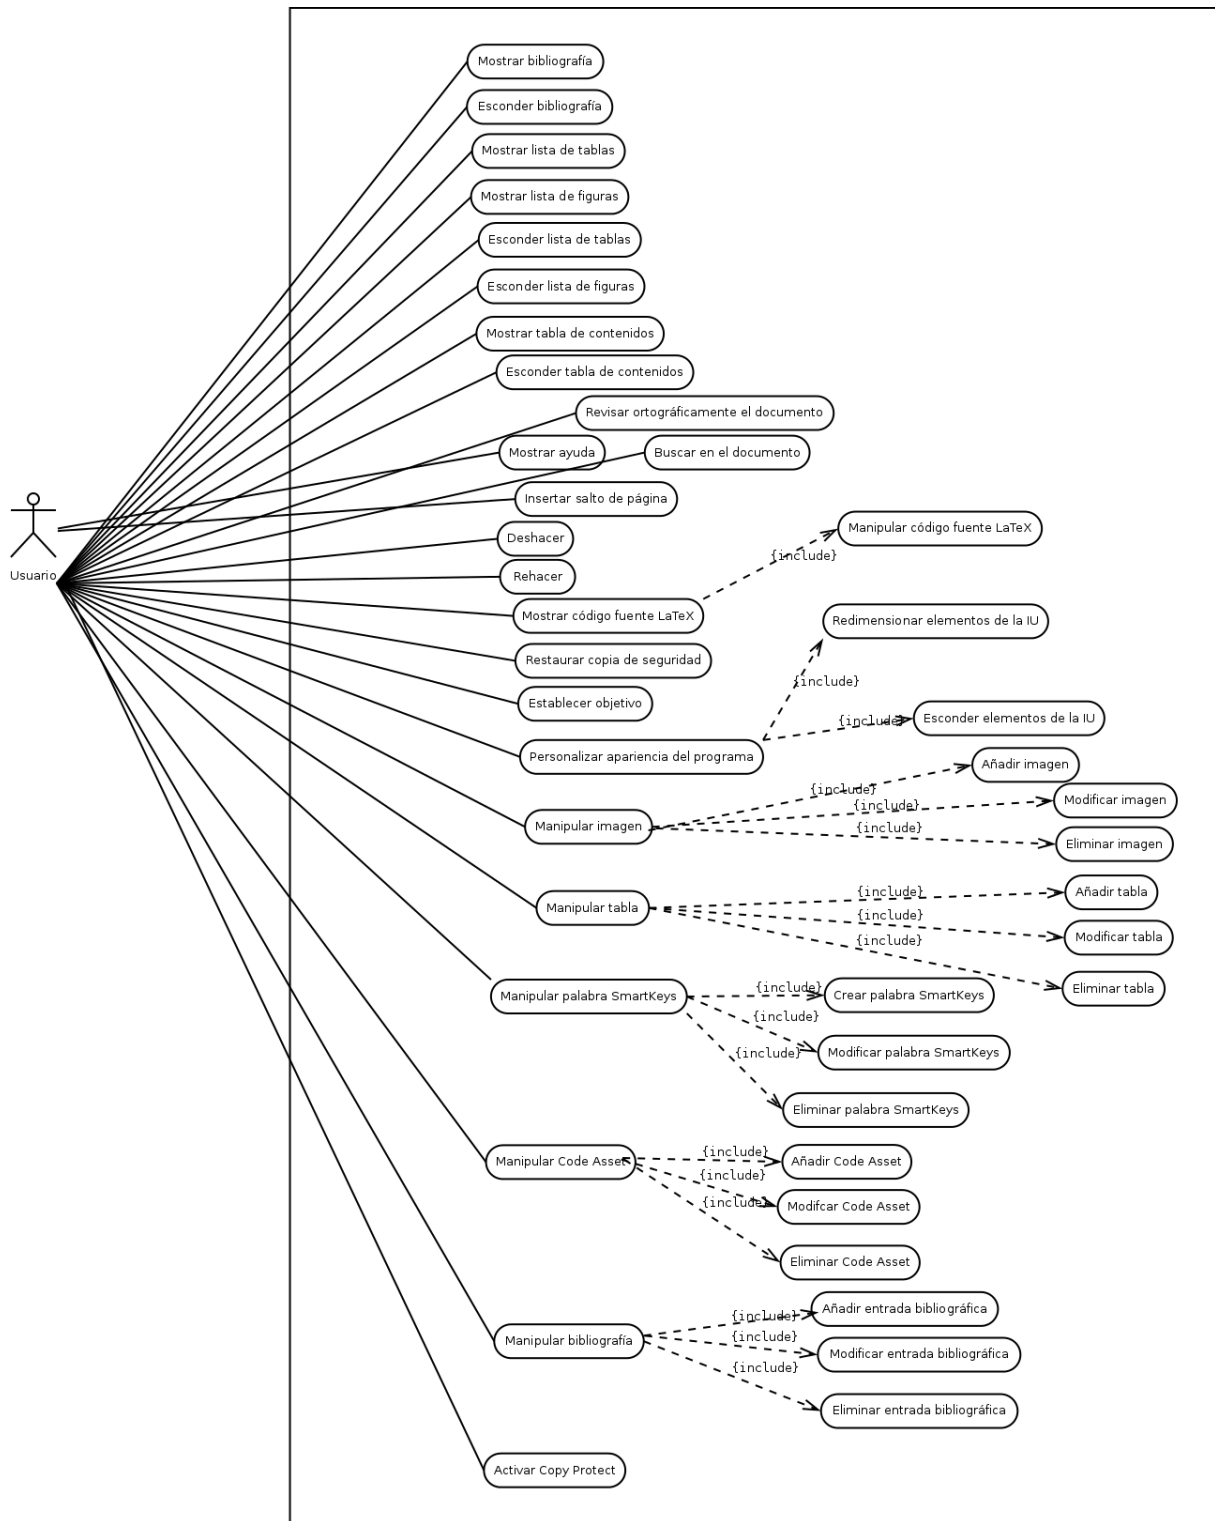 Mostrar bibliografía
Esconder bibliografía
Mostrar lista de tablas
Mostrar lista de figuras
Esconder lista de tablas
Esconder lista de figuras
Mostrar tabla de contenidos
Esconder tabla de contenidos
Revisar ortográficamente el documento
Mostrar ayuda
Buscar en el documento
Insertar salto de página
Usuario
Deshacer
Manipular código fuente LaTeX
{include}
Rehacer
Mostrar código fuente LaTeX
Redimensionar elementos de la IU
Restaurar copia de seguridad
{include}
Establecer objetivo
{include}
Esconder elementos de la IU
Personalizar apariencia del programa
Añadir imagen
{include}
{include}
Modificar imagen
Manipular imagen
{include}
Eliminar imagen
{include}
Añadir tabla
Manipular tabla
{include}
Modificar tabla
{include}
Eliminar tabla
Manipular palabra SmartKeys
{include}
Crear palabra SmartKeys
{include}
{include}
Modificar palabra SmartKeys
Eliminar palabra SmartKeys
Manipular Code Asset
{include}
Añadir Code Asset
{include}
{include}
Modifcar Code Asset
Eliminar Code Asset
Añadir entrada bibliográfica
{include}
Manipular bibliografía
{include}
Modificar entrada bibliográfica
{include}
Eliminar entrada bibliográfica
Activar Copy Protect